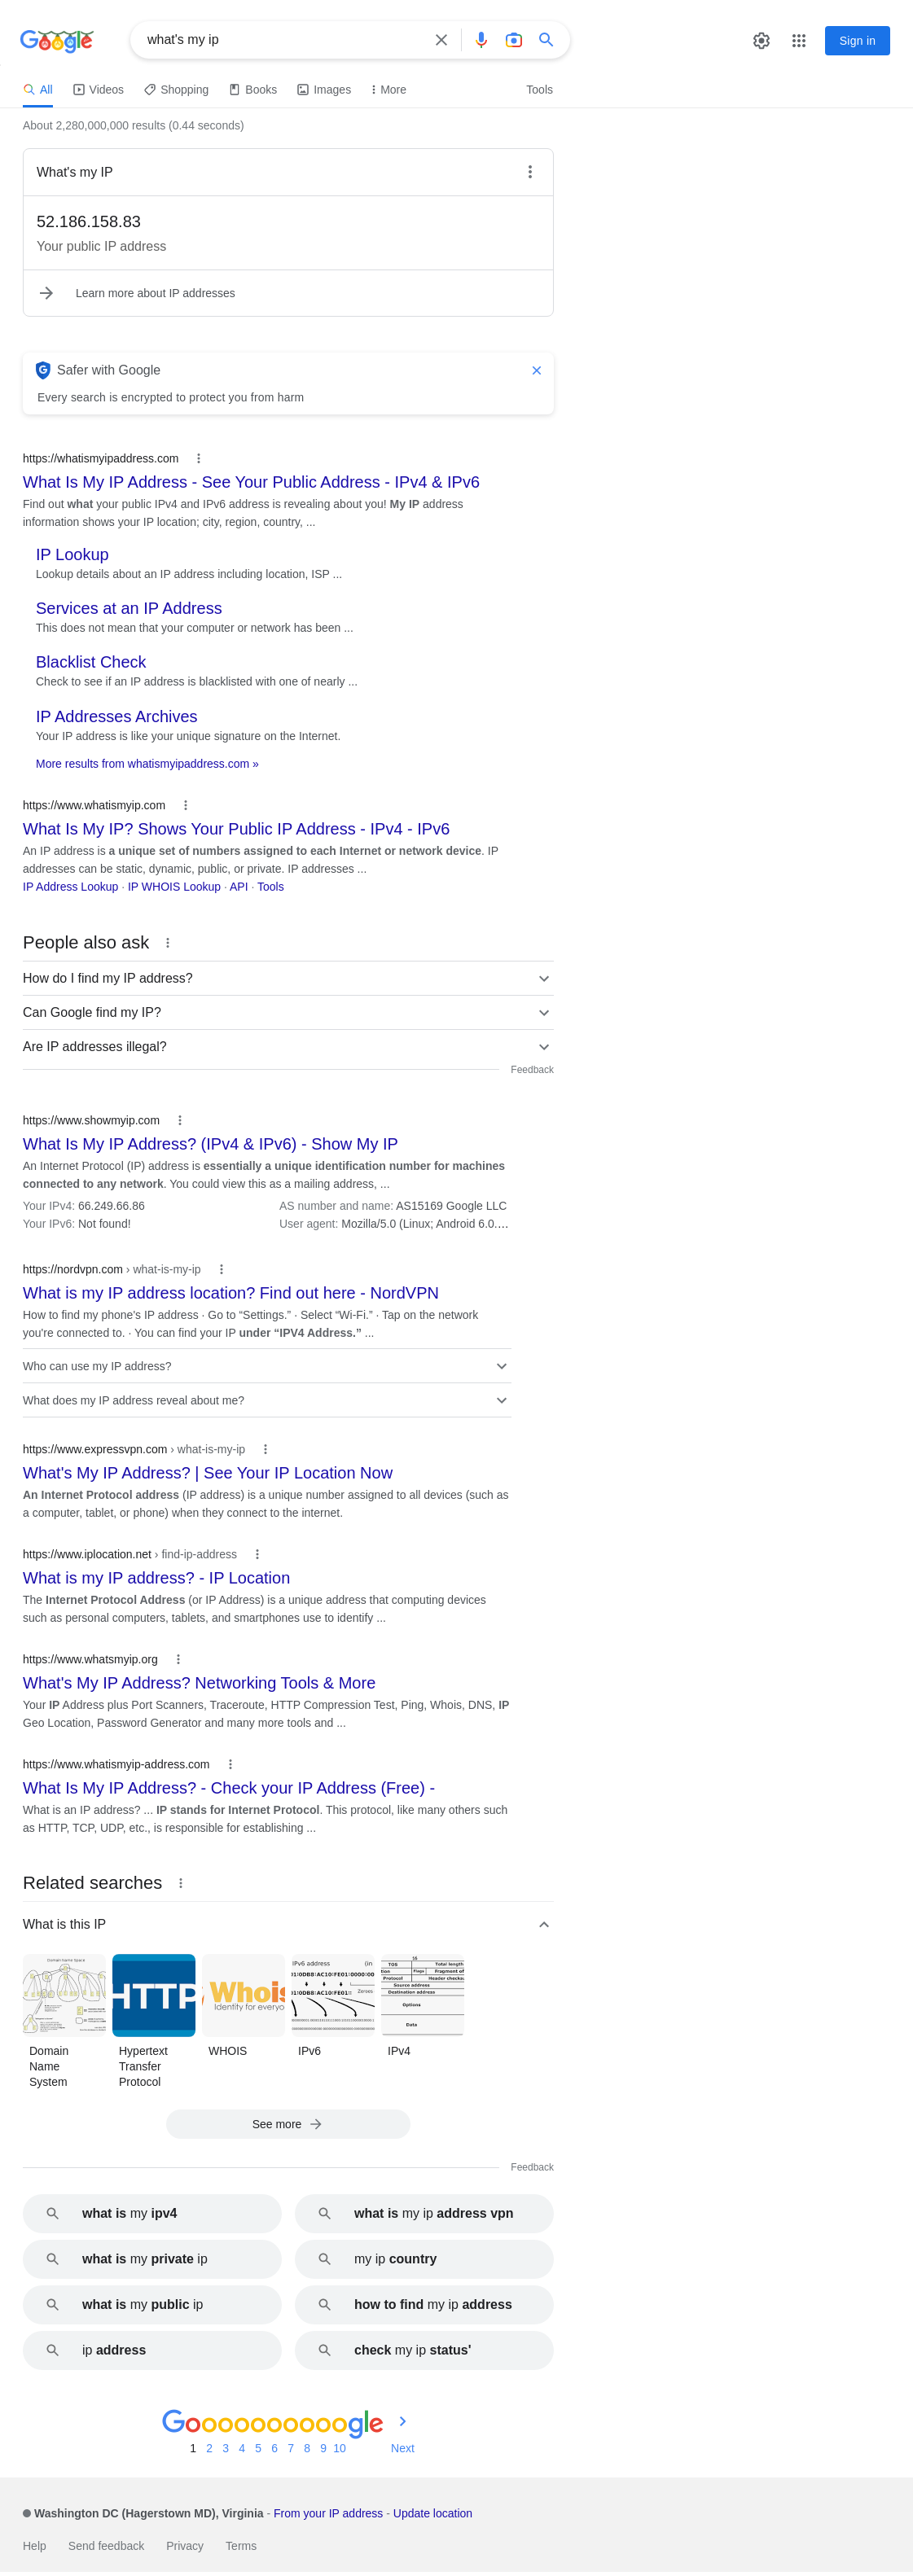 Google
what's my ip
Sign in
All
Videos
Shopping
Books
Images
More
Tools
About 2,280,000,000 results (0.44 seconds)
What's my IP
52.186.158.83
Your public IP address
Learn more about IP addresses
Safer with Google
Every search is encrypted to protect you from harm
https://whatismyipaddress.com
What Is My IP Address - See Your Public Address - IPv4 & IPv6
Find out what your public IPv4 and IPv6 address is revealing about you! My IP address
information shows your IP location; city, region, country, ...
IP Lookup
Lookup details about an IP address including location, ISP ...
Services at an IP Address
This does not mean that your computer or network has been ...
Blacklist Check
Check to see if an IP address is blacklisted with one of nearly ...
IP Addresses Archives
Your IP address is like your unique signature on the Internet.
More results from whatismyipaddress.com »
https://www.whatismyip.com
What Is My IP? Shows Your Public IP Address - IPv4 - IPv6
An IP address is a unique set of numbers assigned to each Internet or network device. IP
addresses can be static, dynamic, public, or private. IP addresses ...
IP Address Lookup · IP WHOIS Lookup · API · Tools
People also ask
How do I find my IP address?
Can Google find my IP?
Are IP addresses illegal?
Feedback
https://www.showmyip.com
What Is My IP Address? (IPv4 & IPv6) - Show My IP
An Internet Protocol (IP) address is essentially a unique identification number for machines
connected to any network. You could view this as a mailing address, ...
Your IPv4: 66.249.66.86
AS number and name: AS15169 Google LLC
Your IPv6: Not found!
User agent: Mozilla/5.0 (Linux; Android 6.0....
https://nordvpn.com › what-is-my-ip
What is my IP address location? Find out here - NordVPN
How to find my phone's IP address · Go to “Settings.” · Select “Wi-Fi.” · Tap on the network
you're connected to. · You can find your IP under “IPV4 Address.” ...
Who can use my IP address?
What does my IP address reveal about me?
https://www.expressvpn.com › what-is-my-ip
What's My IP Address? | See Your IP Location Now
An Internet Protocol address (IP address) is a unique number assigned to all devices (such as
a computer, tablet, or phone) when they connect to the internet.
https://www.iplocation.net › find-ip-address
What is my IP address? - IP Location
The Internet Protocol Address (or IP Address) is a unique address that computing devices
such as personal computers, tablets, and smartphones use to identify ...
https://www.whatsmyip.org
What's My IP Address? Networking Tools & More
Your IP Address plus Port Scanners, Traceroute, HTTP Compression Test, Ping, Whois, DNS, IP
Geo Location, Password Generator and many more tools and ...
https://www.whatismyip-address.com
What Is My IP Address? - Check your IP Address (Free) -
What is an IP address? ... IP stands for Internet Protocol. This protocol, like many others such
as HTTP, TCP, UDP, etc., is responsible for establishing ...
Related searches
What is this IP
Domain Name Space
HTTP
Whois
Identity for everyo
IPv6 address (in
Zeroes
Total length
Flags
Fragment of
Protocol
Header checks
Source address
Destination address
Options
Data
Domain
Name
System
Hypertext
Transfer
Protocol
WHOIS
IPv6
IPv4
See more
Feedback
what is my ipv4
what is my ip address vpn
what is my private ip
my ip country
what is my public ip
how to find my ip address
ip address
check my ip status'
Goooooooooogle
1 2 3 4 5 6 7 8 9 10 Next
Washington DC (Hagerstown MD), Virginia - From your IP address - Update location
Help
Send feedback
Privacy
Terms